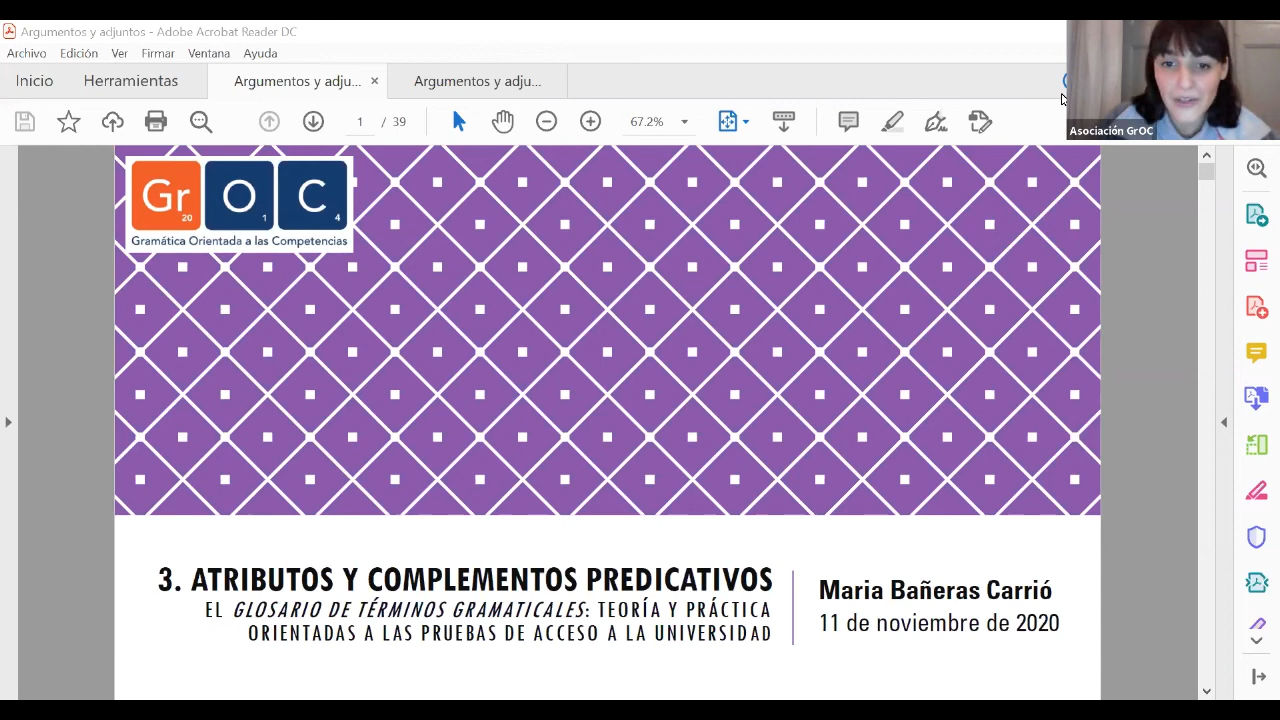 Argumentos y adjuntos - Adobe Acrobat Reader DC
Archivo Edición Ver Firmar Ventana Ayuda
Inicio Herramientas Argumentos y adju... × Argumentos y adju...
1 / 39 67.2%
Asociación GrOC
Gr 20 O 1 C 4
Gramática Orientada a las Competencias
3. ATRIBUTOS Y COMPLEMENTOS PREDICATIVOS
EL GLOSARIO DE TÉRMINOS GRAMATICALES: TEORÍA Y PRÁCTICA
ORIENTADAS A LAS PRUEBAS DE ACCESO A LA UNIVERSIDAD
Maria Bañeras Carrió
11 de noviembre de 2020